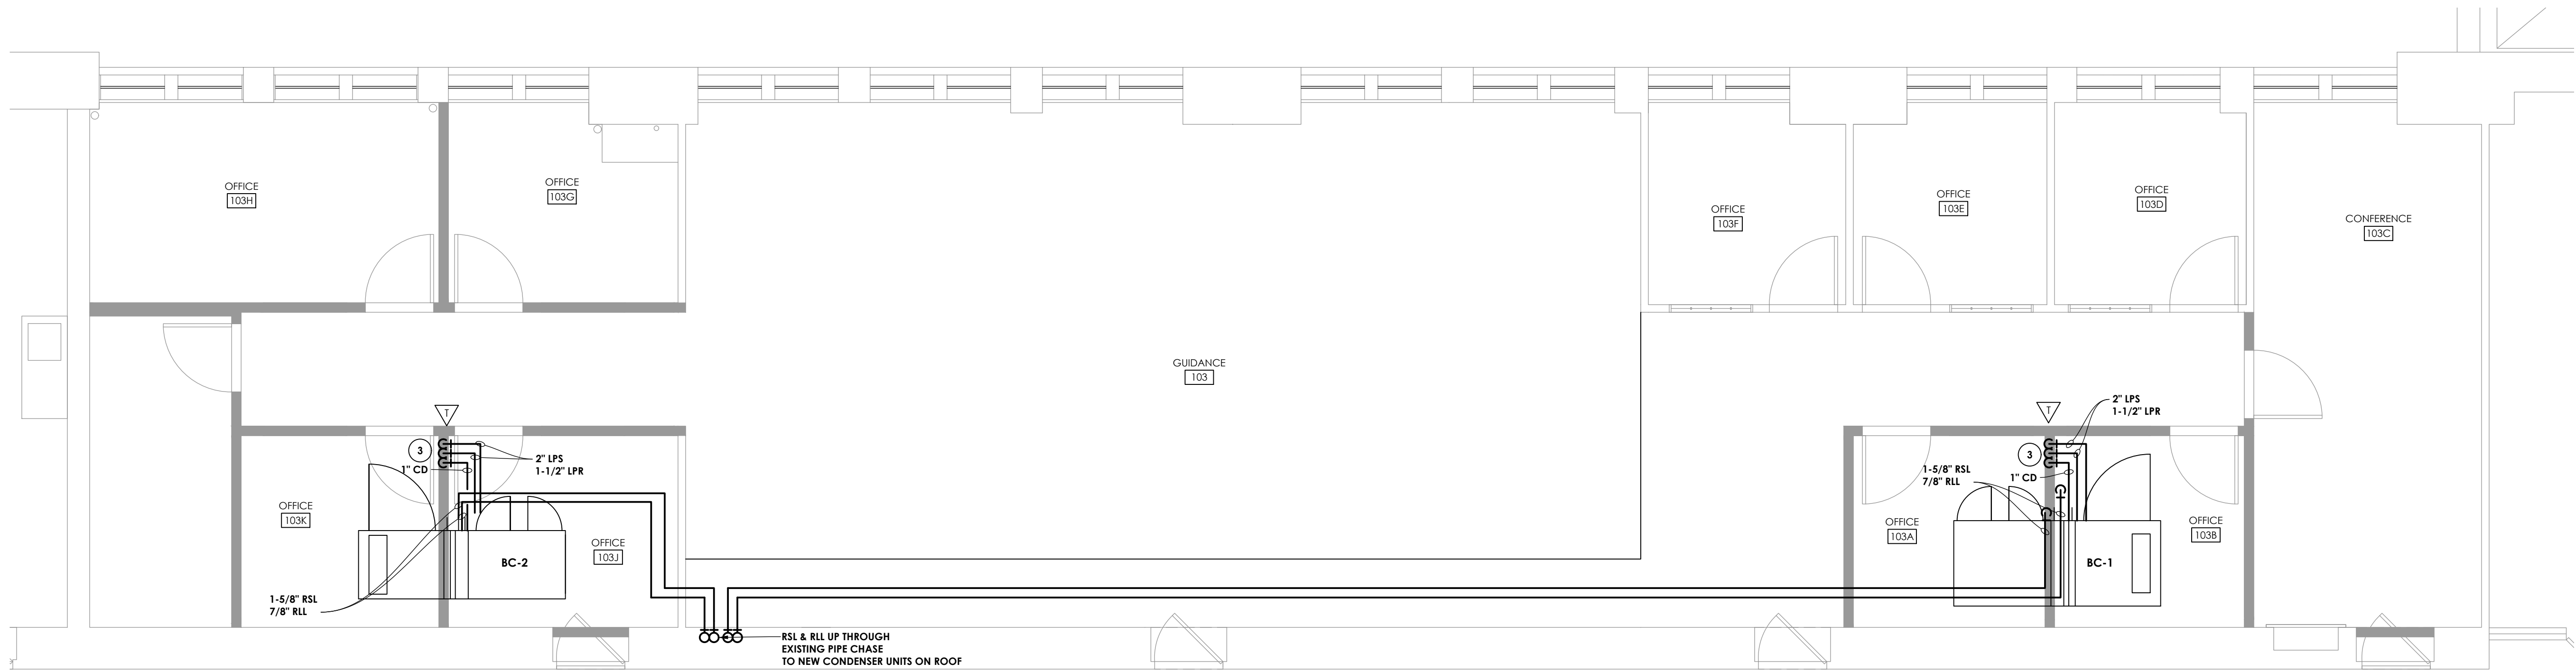 OFFICE
103H
OFFICE
103G
OFFICE
103F
OFFICE
103E
OFFICE
103D
CONFERENCE
103C
GUIDANCE
103
T
3
1" CD
2" LPS
1-1/2" LPR
OFFICE
103K
BC-2
OFFICE
103J
1-5/8" RSL
7/8" RLL
RSL & RLL UP THROUGH
EXISTING PIPE CHASE
TO NEW CONDENSER UNITS ON ROOF
T
2" LPS
1-1/2" LPR
3
1-5/8" RSL
7/8" RLL
1" CD
OFFICE
103A
OFFICE
103B
BC-1